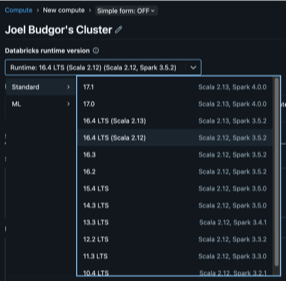 Compute › New compute › Simple form: OFF
Joel Budgor's Cluster
Databricks runtime version
Runtime: 16.4 LTS (Scala 2.12) (Scala 2.12, Spark 3.5.2)
Standard
ML
17.1 Scala 2.13, Spark 4.0.0
17.0 Scala 2.13, Spark 4.0.0
16.4 LTS (Scala 2.13) Scala 2.13, Spark 3.5.2
16.4 LTS (Scala 2.12) Scala 2.12, Spark 3.5.2
16.3 Scala 2.12, Spark 3.5.2
16.2 Scala 2.12, Spark 3.5.2
15.4 LTS Scala 2.12, Spark 3.5.0
14.3 LTS Scala 2.12, Spark 3.5.0
13.3 LTS Scala 2.12, Spark 3.4.1
12.2 LTS Scala 2.12, Spark 3.3.2
11.3 LTS Scala 2.12, Spark 3.3.0
10.4 LTS Scala 2.12, Spark 3.2.1